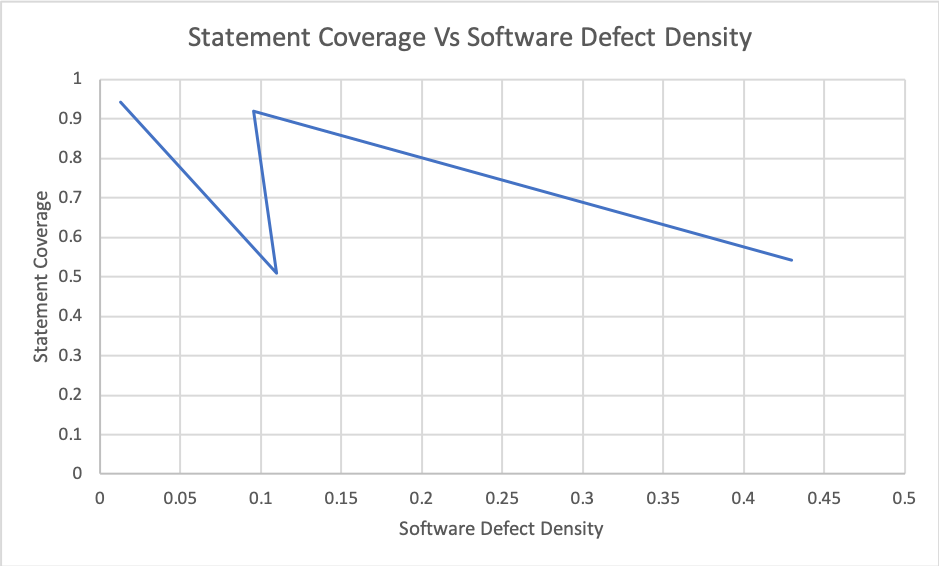 Statement Coverage Vs Software Defect Density
Statement Coverage
1
0.9
0.8
0.7
0.6
0.5
0.4
0.3
0.2
0.1
0
0 0.05 0.1 0.15 0.2 0.25 0.3 0.35 0.4 0.45 0.5
Software Defect Density